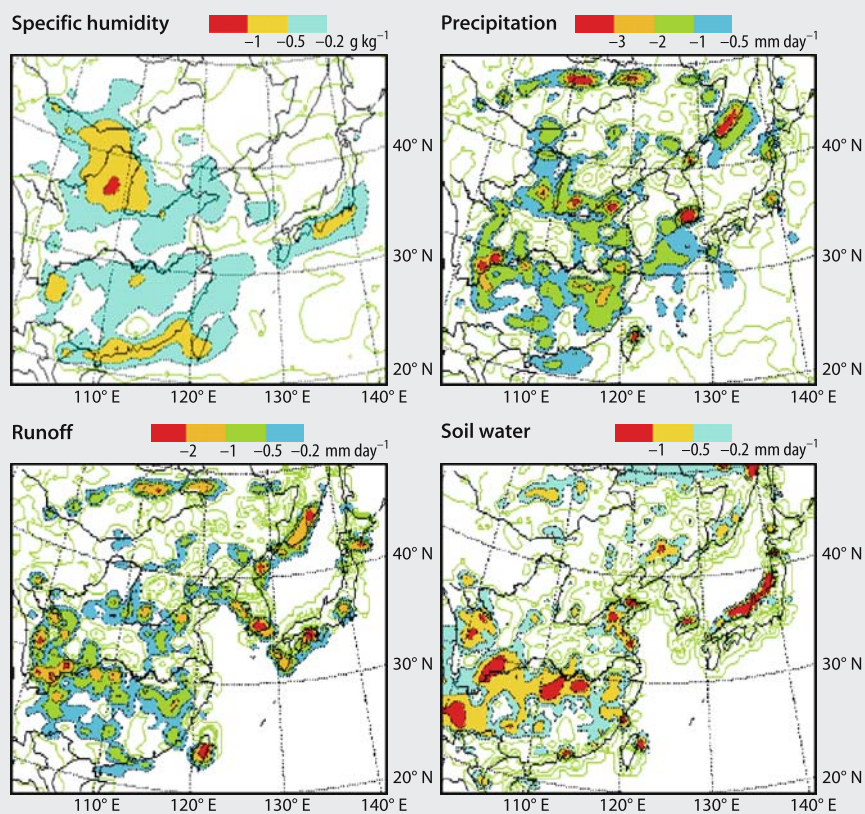 Specific humidity
−1 −0.5 −0.2 g kg⁻¹
Precipitation
−3 −2 −1 −0.5 mm day⁻¹
40° N
30° N
20° N
110° E 120° E 130° E 140° E
40° N
30° N
20° N
110° E 120° E 130° E 140° E
Runoff
−2 −1 −0.5 −0.2 mm day⁻¹
Soil water
−1 −0.5 −0.2 mm day⁻¹
40° N
30° N
20° N
110° E 120° E 130° E 140° E
40° N
30° N
20° N
110° E 120° E 130° E 140° E